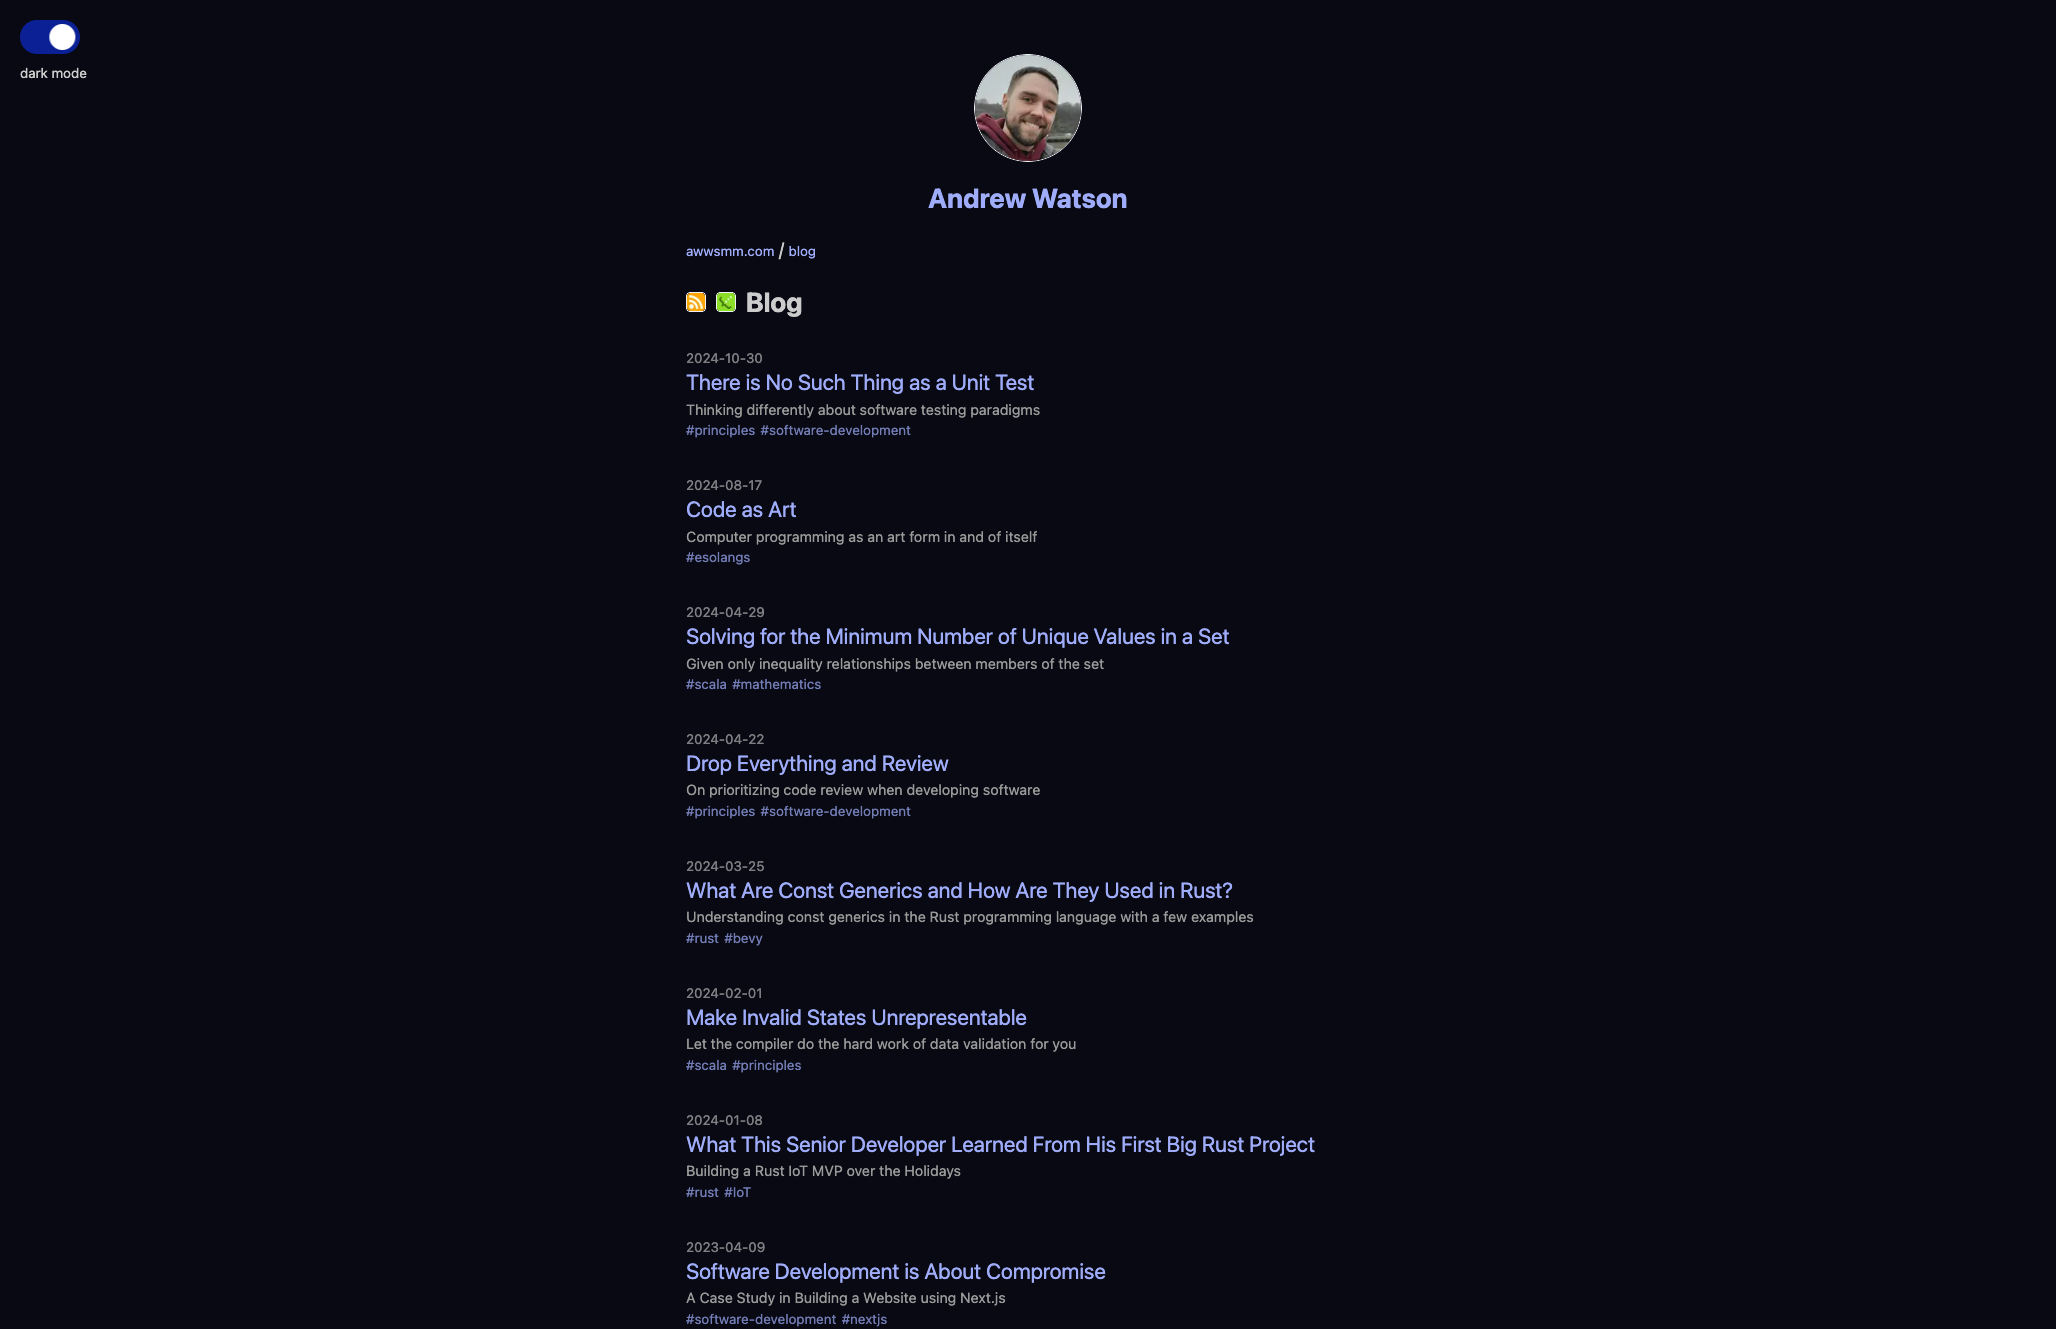 dark mode
Andrew Watson
awwsmm.com / blog
Blog
2024-10-30
There is No Such Thing as a Unit Test
Thinking differently about software testing paradigms
#principles #software-development
2024-08-17
Code as Art
Computer programming as an art form in and of itself
#esolangs
2024-04-29
Solving for the Minimum Number of Unique Values in a Set
Given only inequality relationships between members of the set
#scala #mathematics
2024-04-22
Drop Everything and Review
On prioritizing code review when developing software
#principles #software-development
2024-03-25
What Are Const Generics and How Are They Used in Rust?
Understanding const generics in the Rust programming language with a few examples
#rust #bevy
2024-02-01
Make Invalid States Unrepresentable
Let the compiler do the hard work of data validation for you
#scala #principles
2024-01-08
What This Senior Developer Learned From His First Big Rust Project
Building a Rust IoT MVP over the Holidays
#rust #IoT
2023-04-09
Software Development is About Compromise
A Case Study in Building a Website using Next.js
#software-development #nextjs